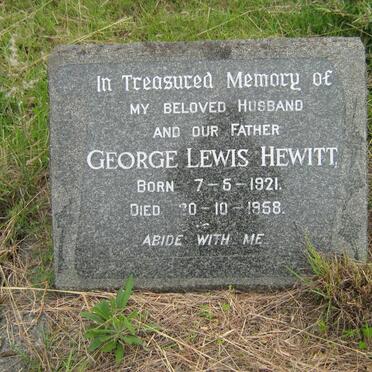 In Treasured Memory of
MY BELOVED HUSBAND
AND OUR FATHER
GEORGE LEWIS HEWITT,
BORN 7-5-1921.
DIED 20-10-1958.
ABIDE WITH ME